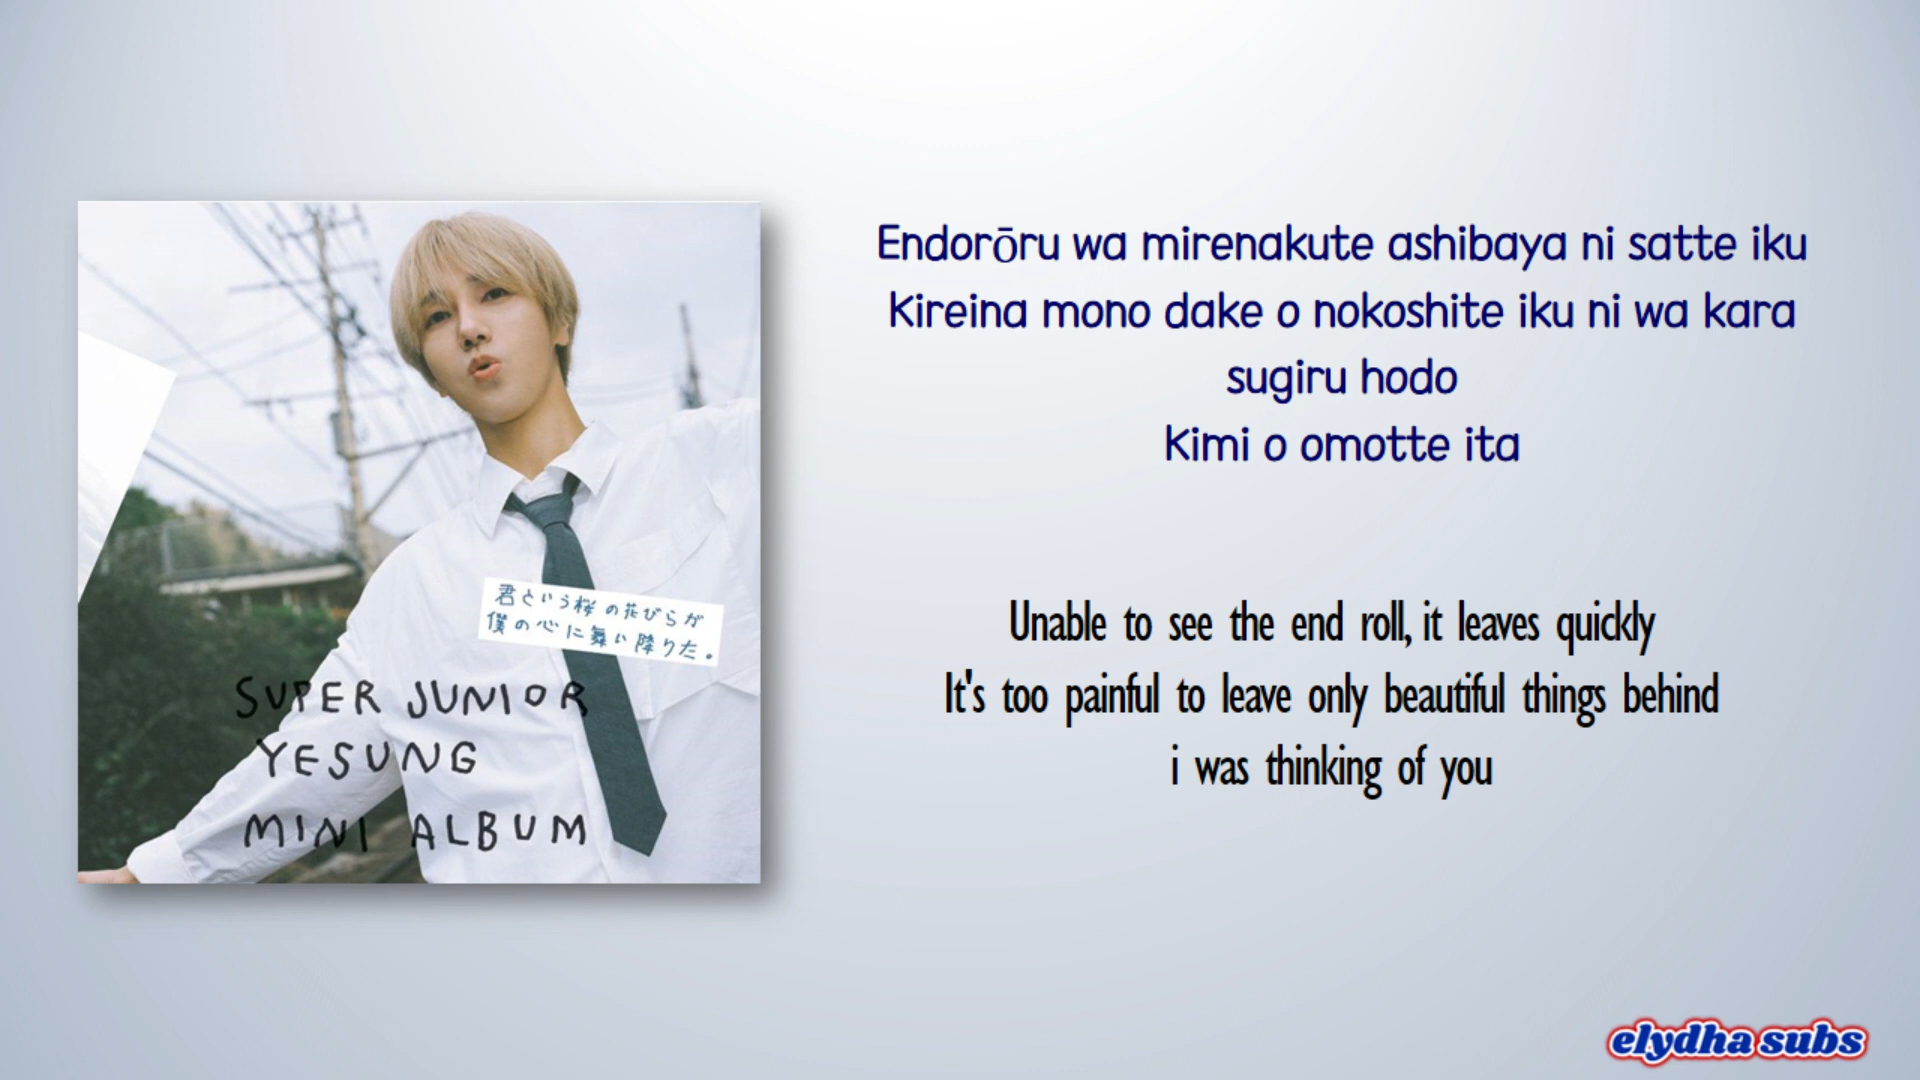 君という桜の花びらが
僕の心に舞い降りた。
SUPER JUNIOR
YESUNG
MINI ALBUM
Endorōru wa mirenakute ashibaya ni satte iku
Kireina mono dake o nokoshite iku ni wa kara
sugiru hodo
Kimi o omotte ita
Unable to see the end roll, it leaves quickly
It's too painful to leave only beautiful things behind
i was thinking of you
elydha subs